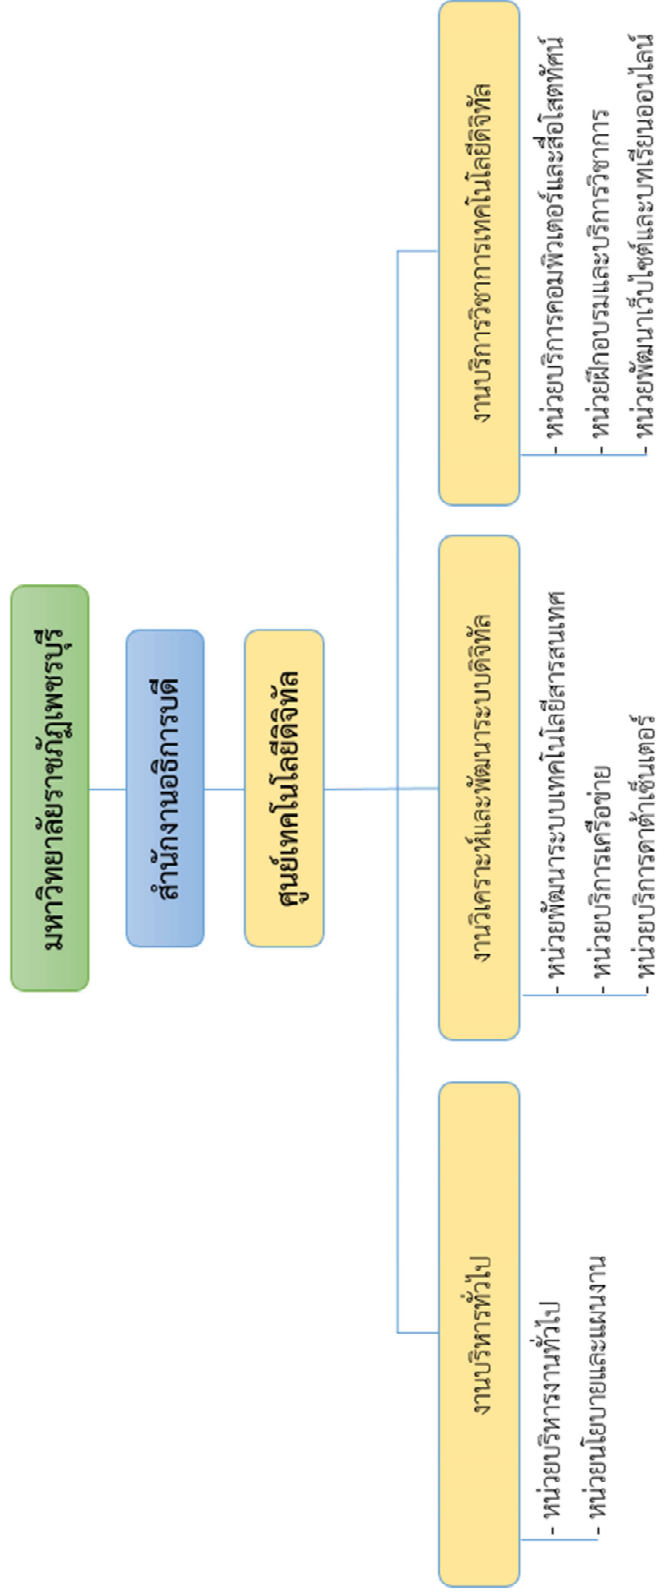 มหาวิทยาลัยราชภัฏเพชรบุรี
สำนักงานอธิการบดี
ศูนย์เทคโนโลยีดิจิทัล
งานบริหารทั่วไป
- หน่วยบริหารงานทั่วไป
- หน่วยนโยบายและแผนงาน
งานวิเคราะห์และพัฒนาระบบดิจิทัล
- หน่วยพัฒนาระบบเทคโนโลยีสารสนเทศ
- หน่วยบริการเครือข่าย
- หน่วยบริการดาต้าเซ็นเตอร์
งานบริการวิชาการเทคโนโลยีดิจิทัล
- หน่วยบริการคอมพิวเตอร์และสื่อโสตทัศน์
- หน่วยฝึกอบรมและบริการวิชาการ
- หน่วยพัฒนาเว็บไซต์และบทเรียนออนไลน์